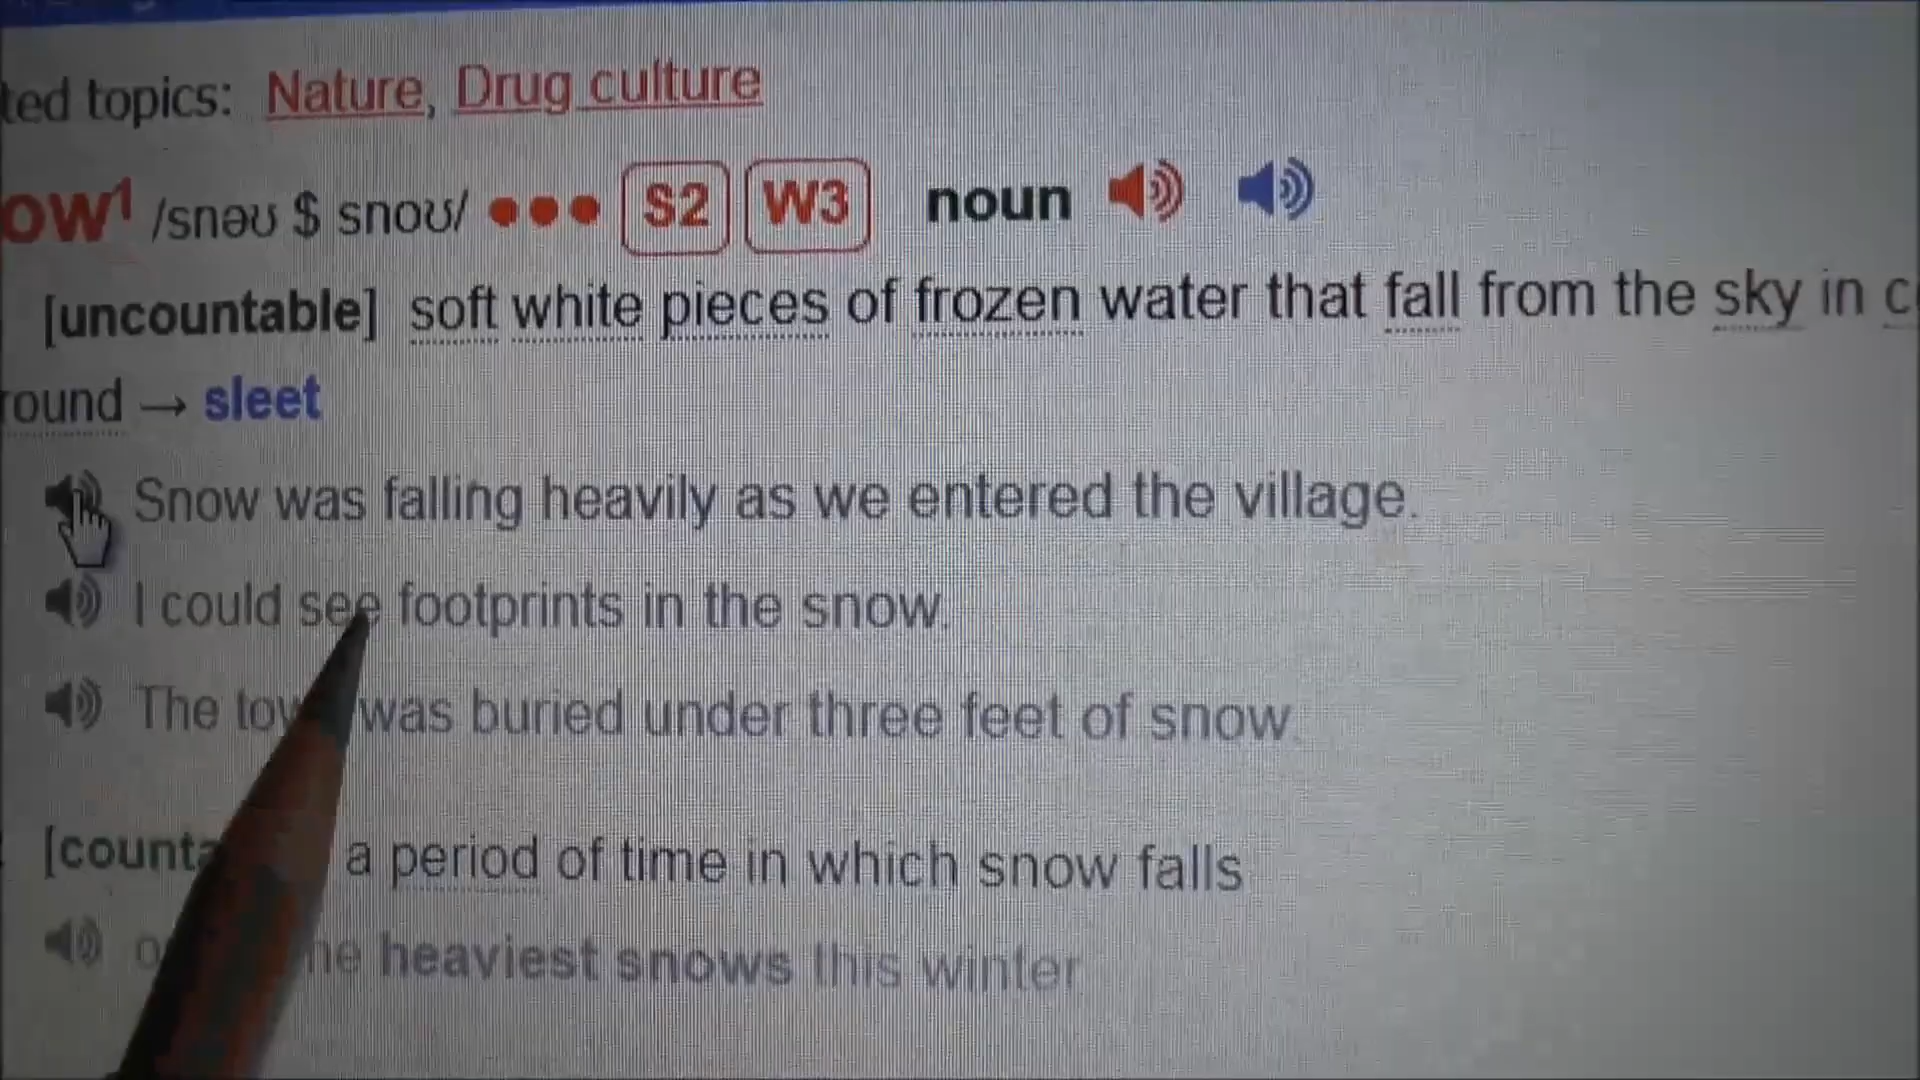 ted topics: Nature, Drug culture
ow1 /snəʊ $ snoʊ/ ●●● S2 W3 noun
[uncountable] soft white pieces of frozen water that fall from the sky in c
round → sleet
Snow was falling heavily as we entered the village.
I could see footprints in the snow.
The was buried under three feet of snow.
a period of time in which snow falls
heaviest snows this winter